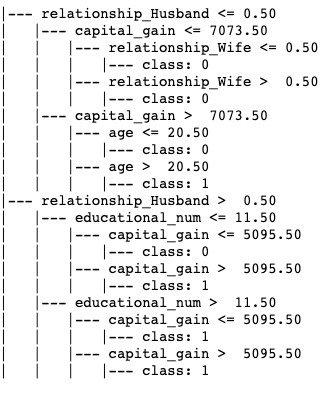 |--- relationship_Husband <= 0.50
|   |--- capital_gain <= 7073.50
|   |   |--- relationship_Wife <= 0.50
|   |   |   |--- class: 0
|   |   |--- relationship_Wife >  0.50
|   |   |   |--- class: 0
|   |--- capital_gain >  7073.50
|   |   |--- age <= 20.50
|   |   |   |--- class: 0
|   |   |--- age >  20.50
|   |   |   |--- class: 1
|--- relationship_Husband >  0.50
|   |--- educational_num <= 11.50
|   |   |--- capital_gain <= 5095.50
|   |   |   |--- class: 0
|   |   |--- capital_gain >  5095.50
|   |   |   |--- class: 1
|   |--- educational_num >  11.50
|   |   |--- capital_gain <= 5095.50
|   |   |   |--- class: 1
|   |   |--- capital_gain >  5095.50
|   |   |   |--- class: 1